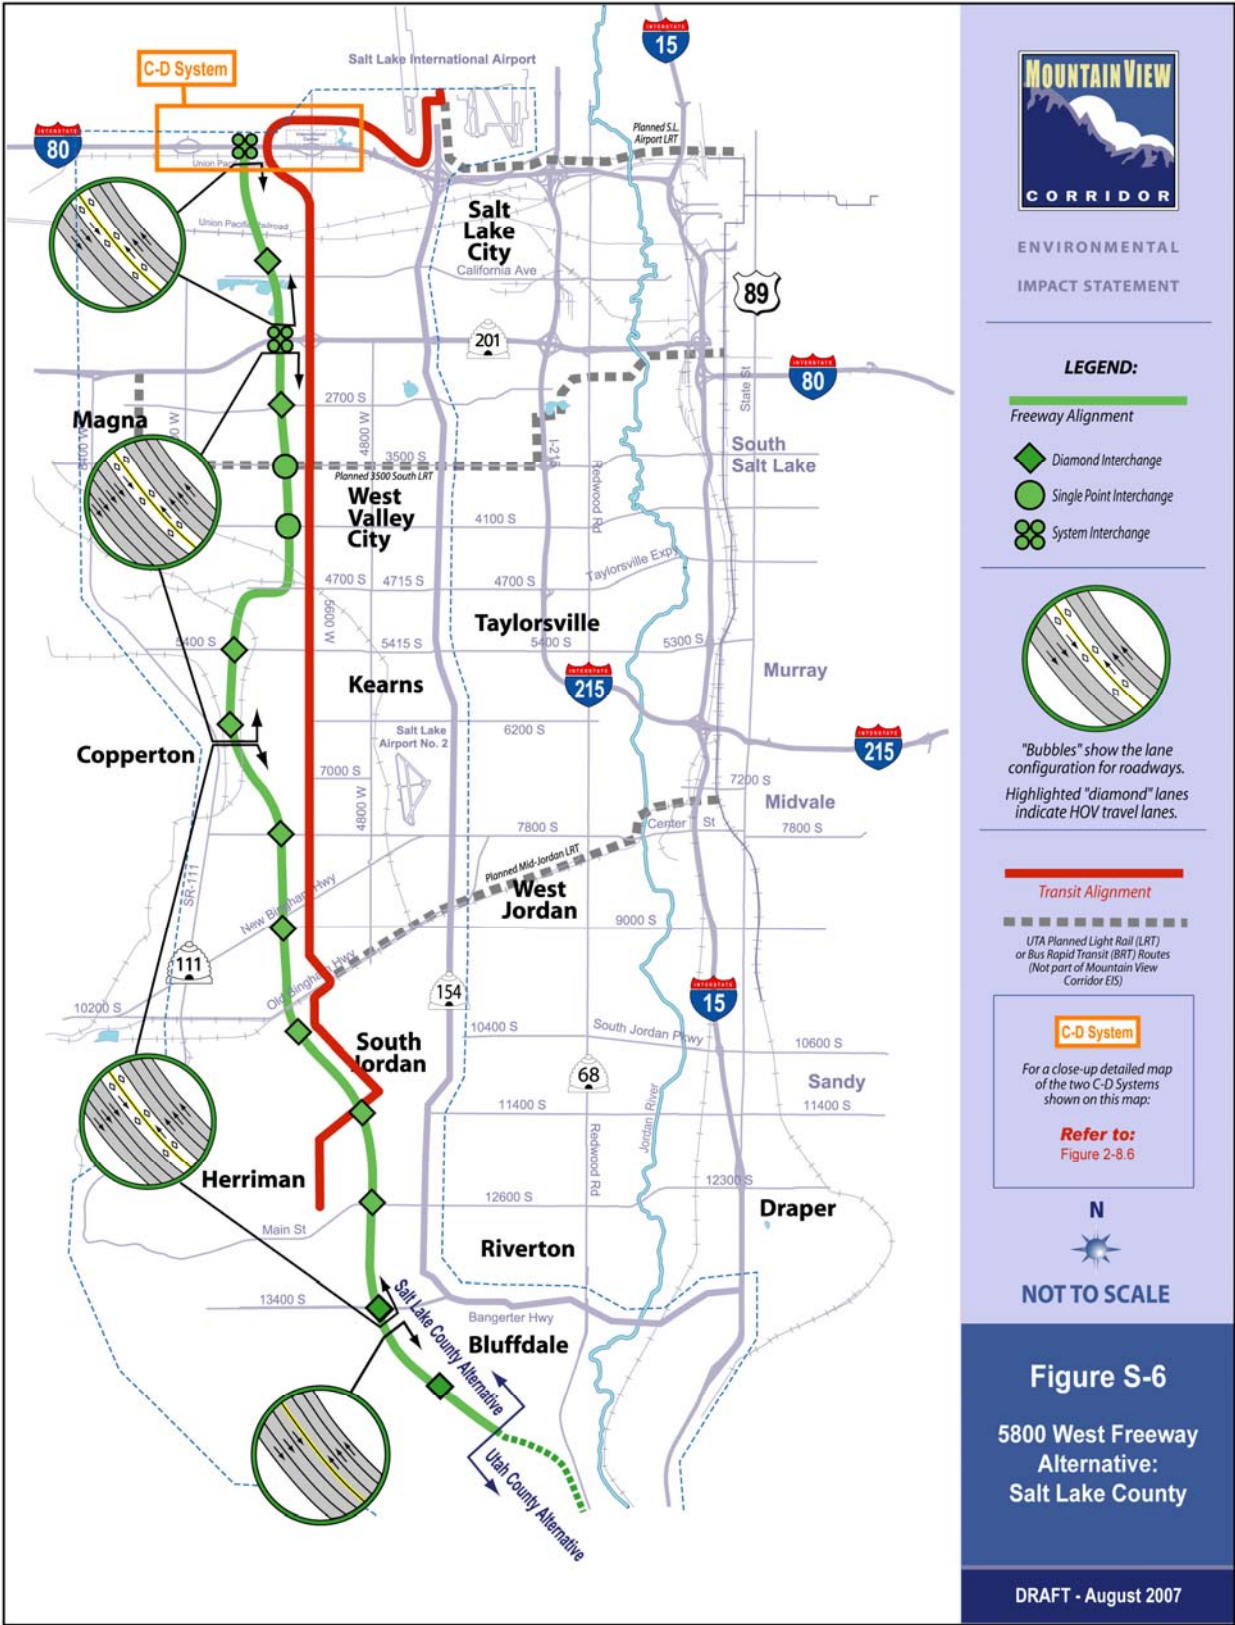 INTERSTATE
15
Salt Lake International Airport
C-D System
INTERSTATE
80
International
Center
Planned S.L.
Airport LRT
Union Pacific Railroad
Salt
Lake
City
California Ave
89
201
INTERSTATE
80
State St
2700 S
Magna
4800 W
I-215
South
Salt Lake
3500 S
Planned 3500 South LRT
Redwood Rd
West
Valley
City
4100 S
4700 S
4715 S
4700 S
Taylorsville Expy
5600 W
Taylorsville
5400 S
5415 S
5400 S
5300 S
Murray
Kearns
INTERSTATE
215
Salt Lake
Airport No. 2
6200 S
INTERSTATE
215
Copperton
7000 S
7200 S
4800 W
Midvale
7800 S
Center St
7800 S
Planned Mid-Jordan LRT
SR-111
New Bingham Hwy
West
Jordan
9000 S
111
Old Bingham Hwy
154
INTERSTATE
15
10200 S
10400 S
South Jordan Pkwy
10600 S
South
Jordan
68
Sandy
11400 S
11400 S
Jordan River
Redwood Rd
Herriman
12600 S
12300 S
Draper
Main St
Riverton
13400 S
Salt Lake County Alternative
Bangerter Hwy
Bluffdale
Utah County Alternative
MOUNTAIN VIEW
CORRIDOR
ENVIRONMENTAL
IMPACT STATEMENT
LEGEND:
Freeway Alignment
Diamond Interchange
Single Point Interchange
System Interchange
"Bubbles" show the lane
configuration for roadways.
Highlighted "diamond" lanes
indicate HOV travel lanes.
Transit Alignment
UTA Planned Light Rail (LRT)
or Bus Rapid Transit (BRT) Routes
(Not part of Mountain View
Corridor EIS)
C-D System
For a close-up detailed map
of the two C-D Systems
shown on this map:
Refer to:
Figure 2-8.6
N
NOT TO SCALE
Figure S-6
5800 West Freeway
Alternative:
Salt Lake County
DRAFT - August 2007